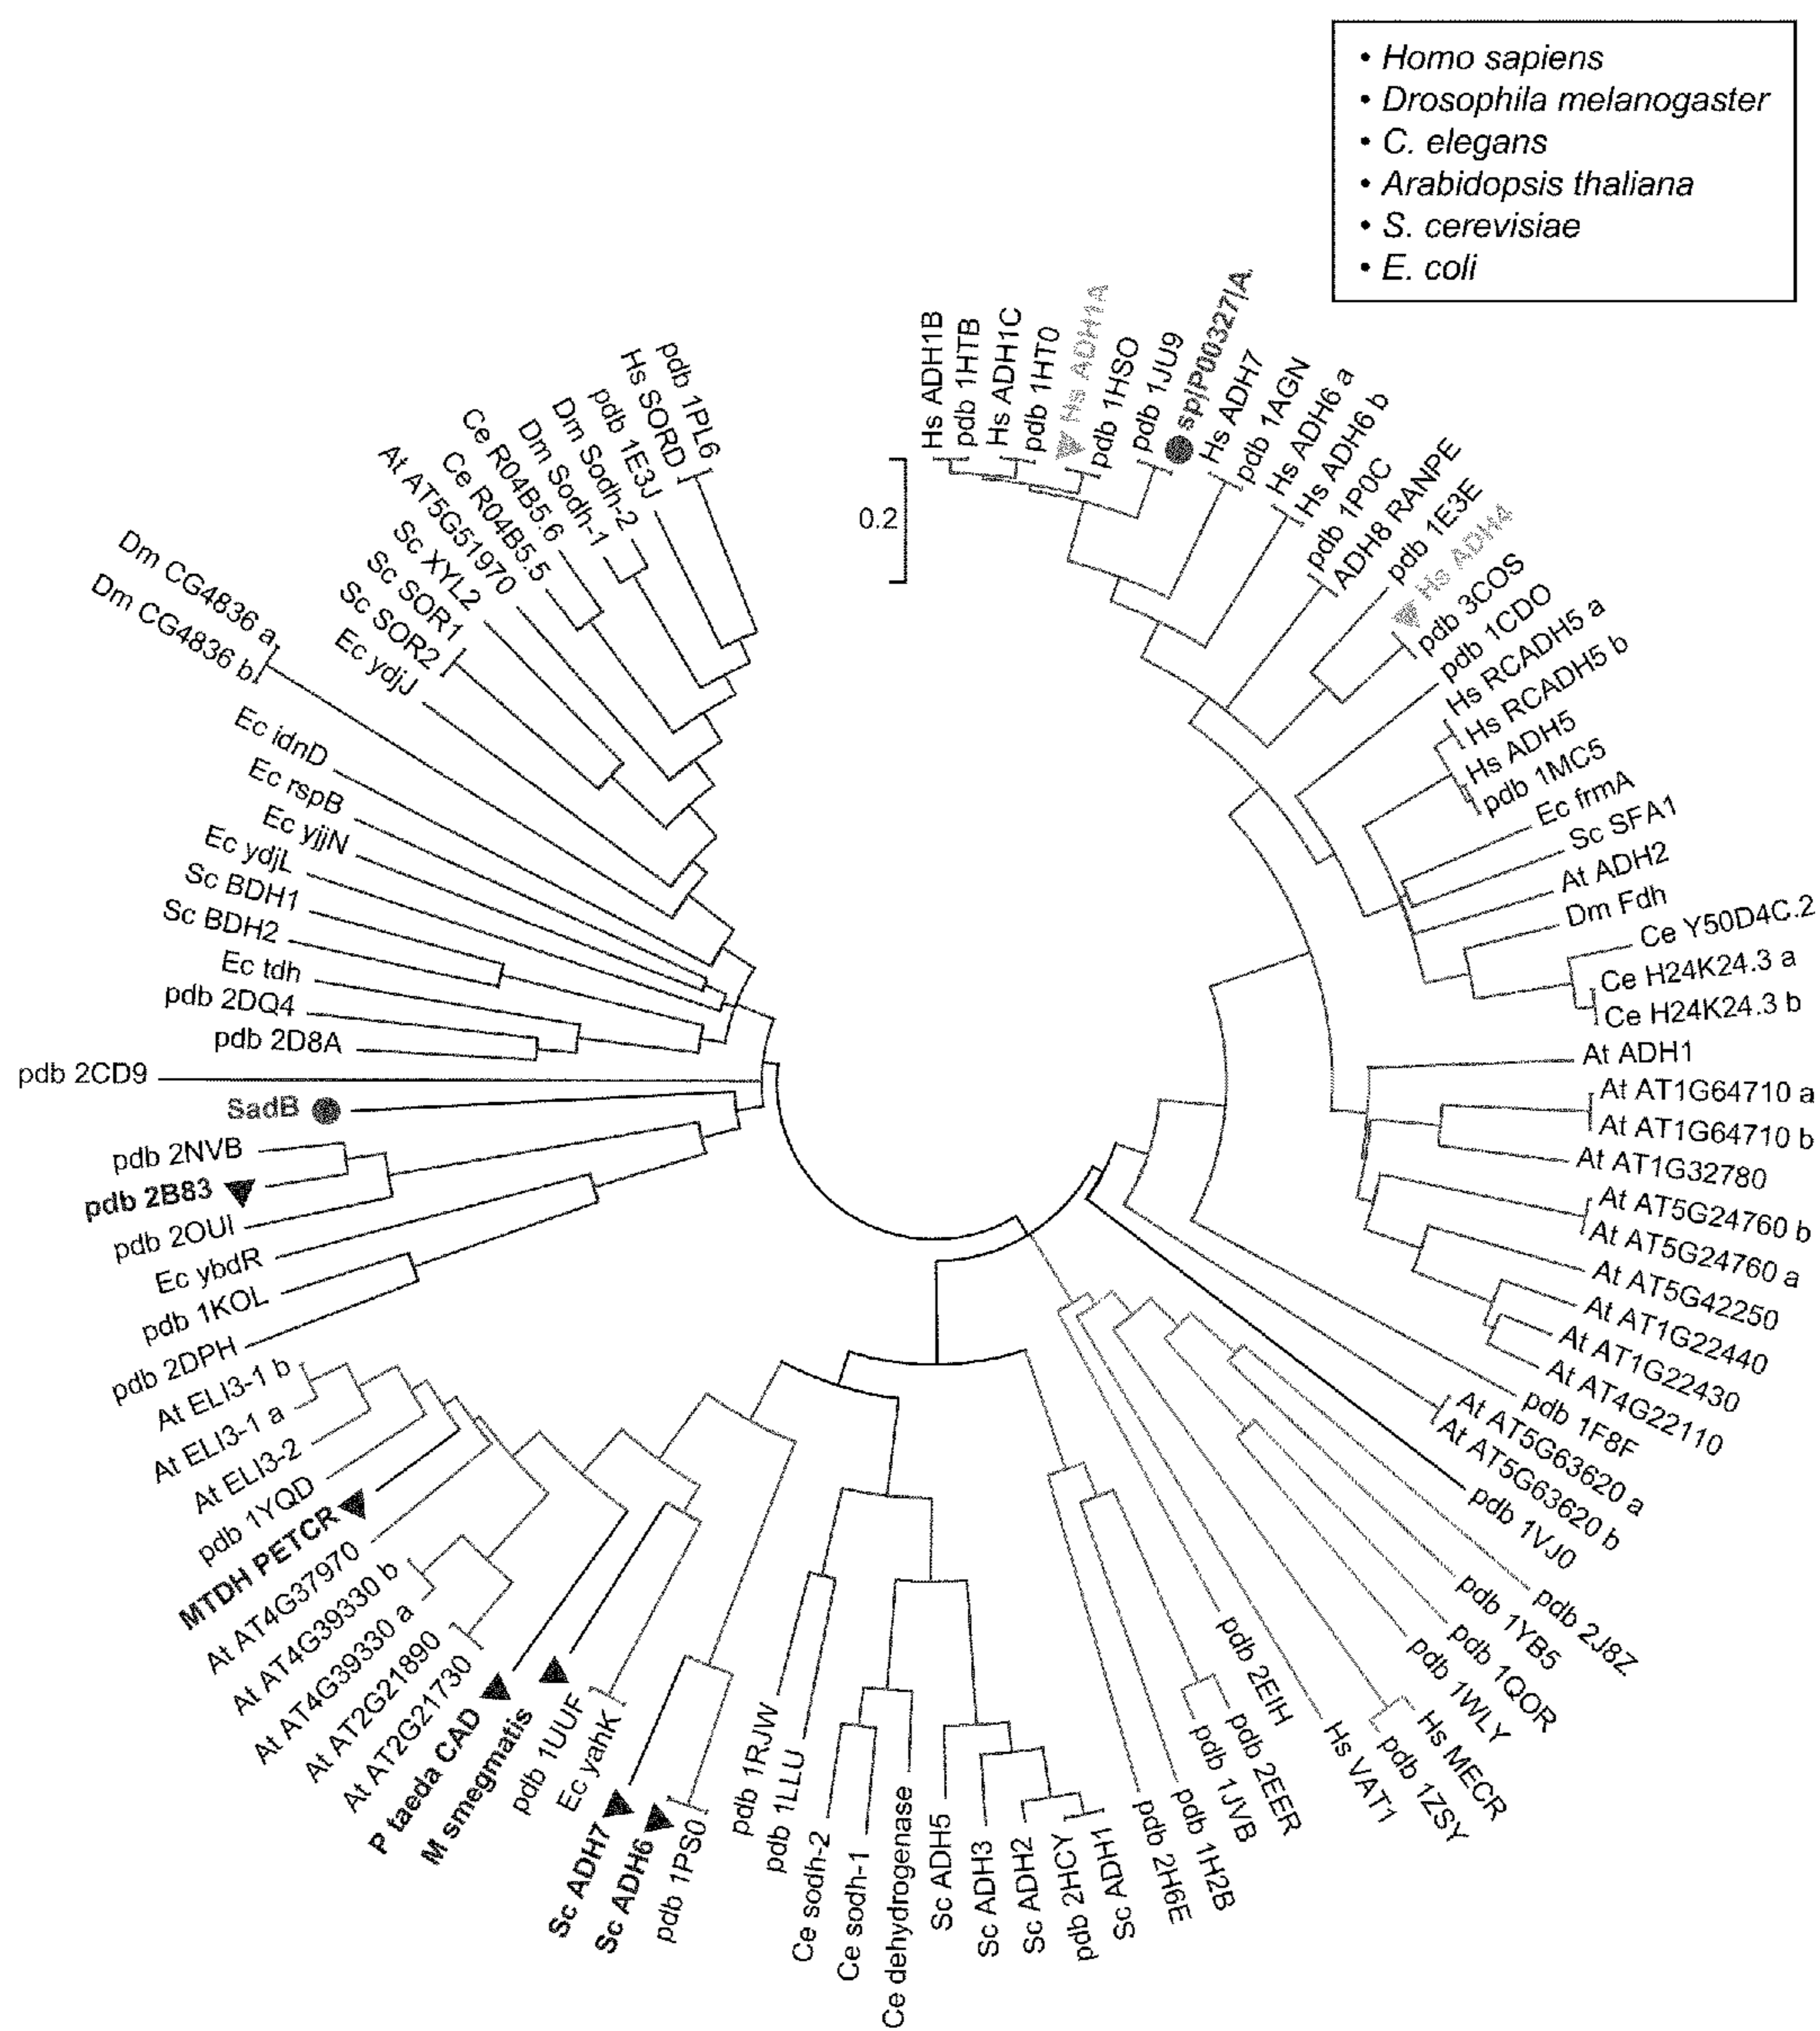 • Homo sapiens
• Drosophila melanogaster
• C. elegans
• Arabidopsis thaliana
• S. cerevisiae
• E. coli
0.2
Hs ADH1B
pdb 1HTB
Hs ADH1C
pdb 1HT0
Hs ADH1A
pdb 1HSO
pdb 1JU9
sp|P00327|A
Hs ADH7
pdb 1AGN
Hs ADH6 a
Hs ADH6 b
pdb 1P0C
ADH8 RANPE
pdb 1E3E
Hs ADH4
pdb 3COS
pdb 1CDO
Hs RCADH5 a
Hs RCADH5 b
Hs ADH5
pdb 1MC5
Ec frmA
Sc SFA1
At ADH2
Dm Fdh
Ce Y50D4C.2
Ce H24K24.3 a
Ce H24K24.3 b
At ADH1
At AT1G64710 a
At AT1G64710 b
At AT1G32780
At AT5G24760 b
At AT5G24760 a
At AT5G42250
At AT1G22440
At AT1G22430
At AT4G22110
pdb 1F8F
At AT5G63620 a
At AT5G63620 b
pdb 1VJ0
pdb 2J8Z
pdb 1YB5
pdb 1QOR
pdb 1WLY
Hs MECR
pdb 1ZSY
Hs VAT1
pdb 2EIH
pdb 2EER
pdb 1JVB
pdb 1H2B
pdb 2H6E
Sc ADH1
pdb 2HCY
Sc ADH2
Sc ADH3
Sc ADH5
Ce dehydrogenase
Ce sodh-1
Ce sodh-2
pdb 1LLU
pdb 1RJW
pdb 1PS0
Sc ADH6
Sc ADH7
Ec yahK
pdb 1UUF
M smegmatis
P taeda CAD
At AT2G21730
At AT2G21890
At AT4G39330 a
At AT4G39330 b
At AT4G37970
MTDH PETCR
pdb 1YQD
At ELI3-2
At ELI3-1 a
At ELI3-1 b
pdb 2DPH
pdb 1KOL
Ec ybdR
pdb 2OUI
pdb 2B83
pdb 2NVB
SadB
pdb 2CD9
pdb 2D8A
pdb 2DQ4
Ec tdh
Sc BDH2
Sc BDH1
Ec ydjL
Ec yjjN
Ec rspB
Ec idnD
Dm CG4836 b
Dm CG4836 a
Ec ydjJ
Sc SOR2
Sc SOR1
Sc XYL2
At AT5G51970
Ce R04B5.5
Ce R04B5.6
Dm Sodh-1
Dm Sodh-2
pdb 1E3J
Hs SORD
pdb 1PL6